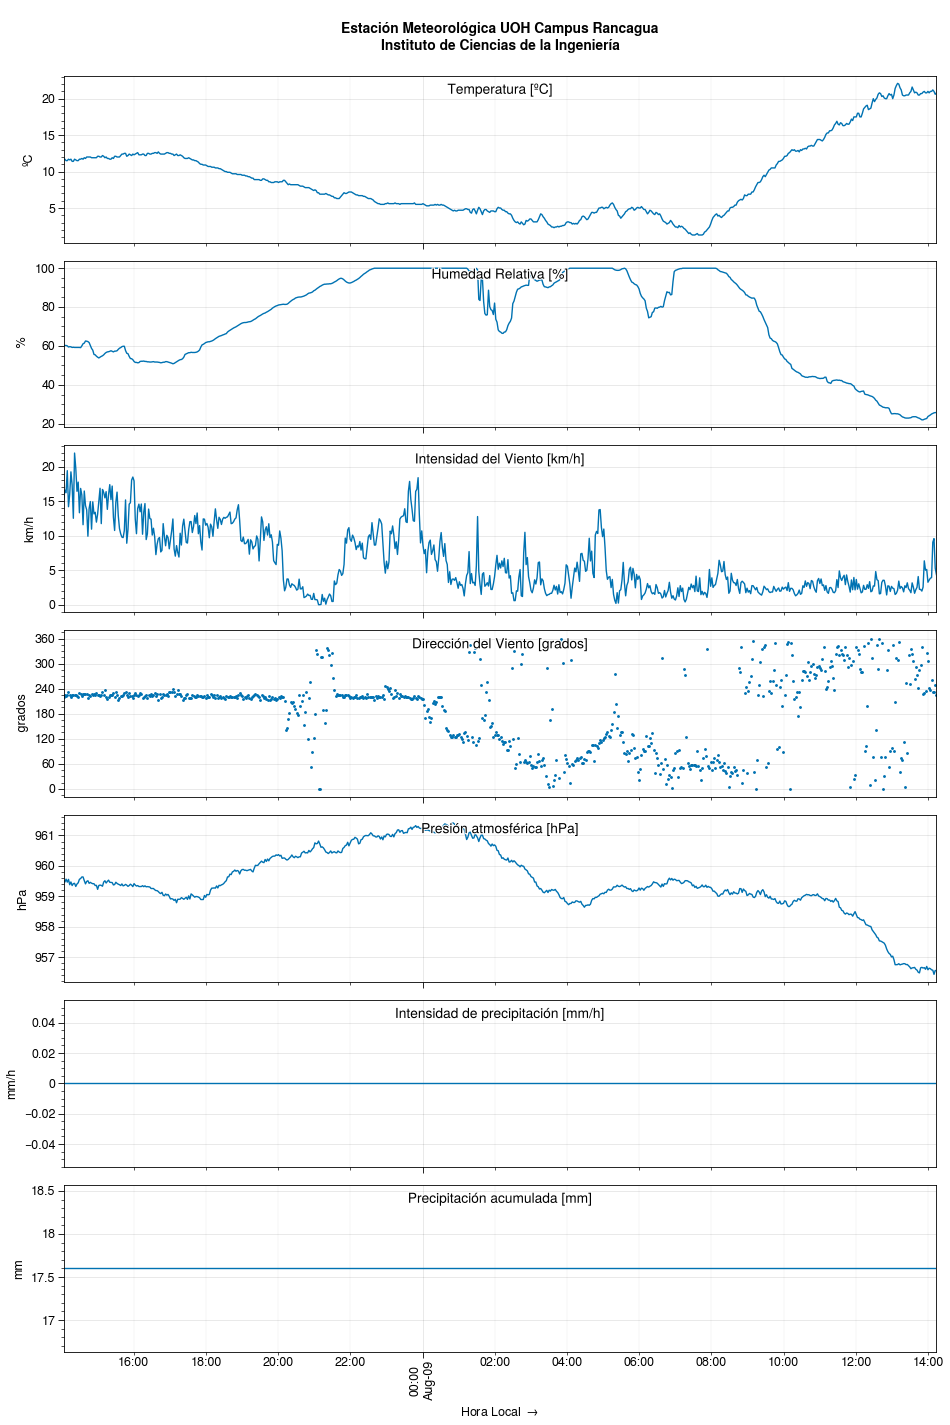 Estación Meteorológica UOH Campus Rancagua
Instituto de Ciencias de la Ingeniería
Temperatura [ºC]
ºC
20
15
10
5
Humedad Relativa [%]
%
100
80
60
40
20
Intensidad del Viento [km/h]
km/h
20
15
10
5
0
Dirección del Viento [grados]
grados
360
300
240
180
120
60
0
Presión atmosférica [hPa]
hPa
961
960
959
958
957
Intensidad de precipitación [mm/h]
mm/h
0.04
0.02
0
−0.02
−0.04
Precipitación acumulada [mm]
mm
18.5
18
17.5
17
16:00 18:00 20:00 22:00 00:00 02:00 04:00 06:00 08:00 10:00 12:00 14:00
Aug-09
Hora Local →